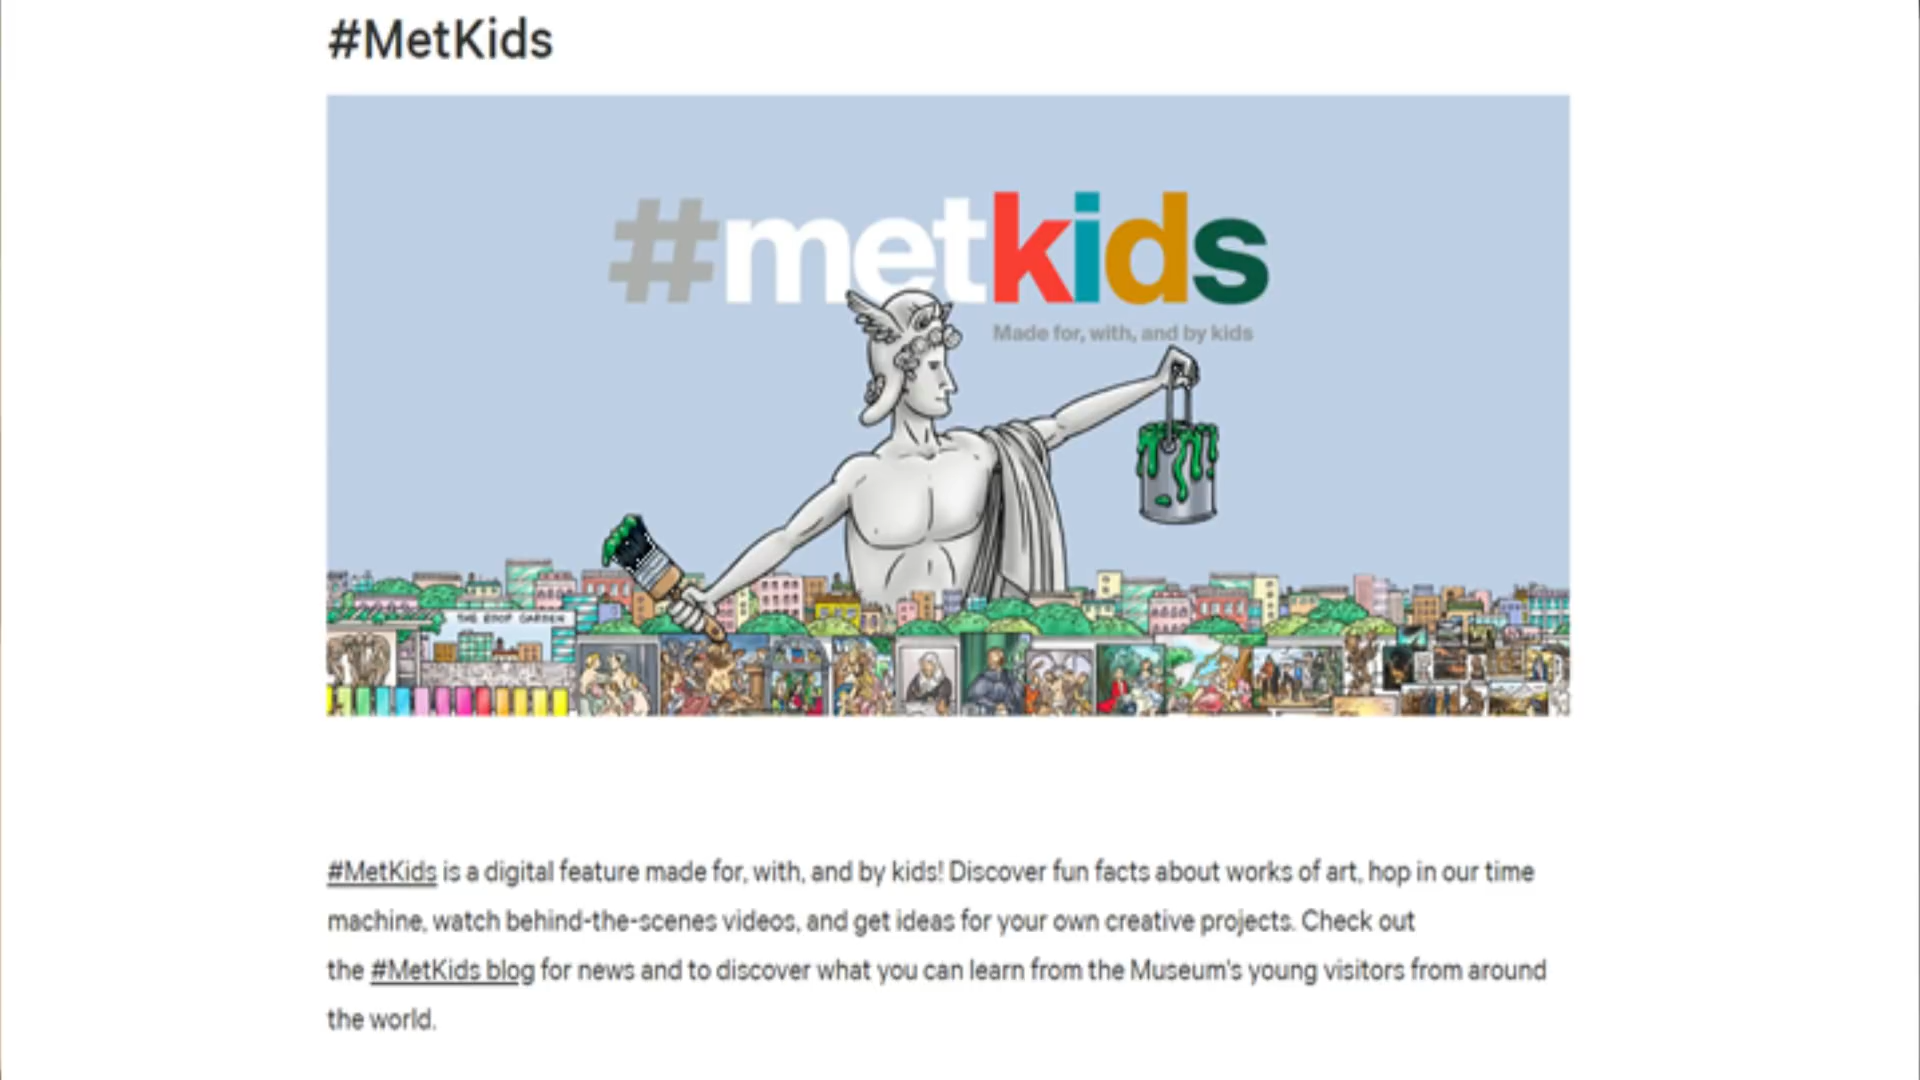 #MetKids
#metkids
Made for, with, and by kids
THE ROOF GARDEN
#MetKids is a digital feature made for, with, and by kids! Discover fun facts about works of art, hop in our time
machine, watch behind-the-scenes videos, and get ideas for your own creative projects. Check out
the #MetKids blog for news and to discover what you can learn from the Museum's young visitors from around
the world.